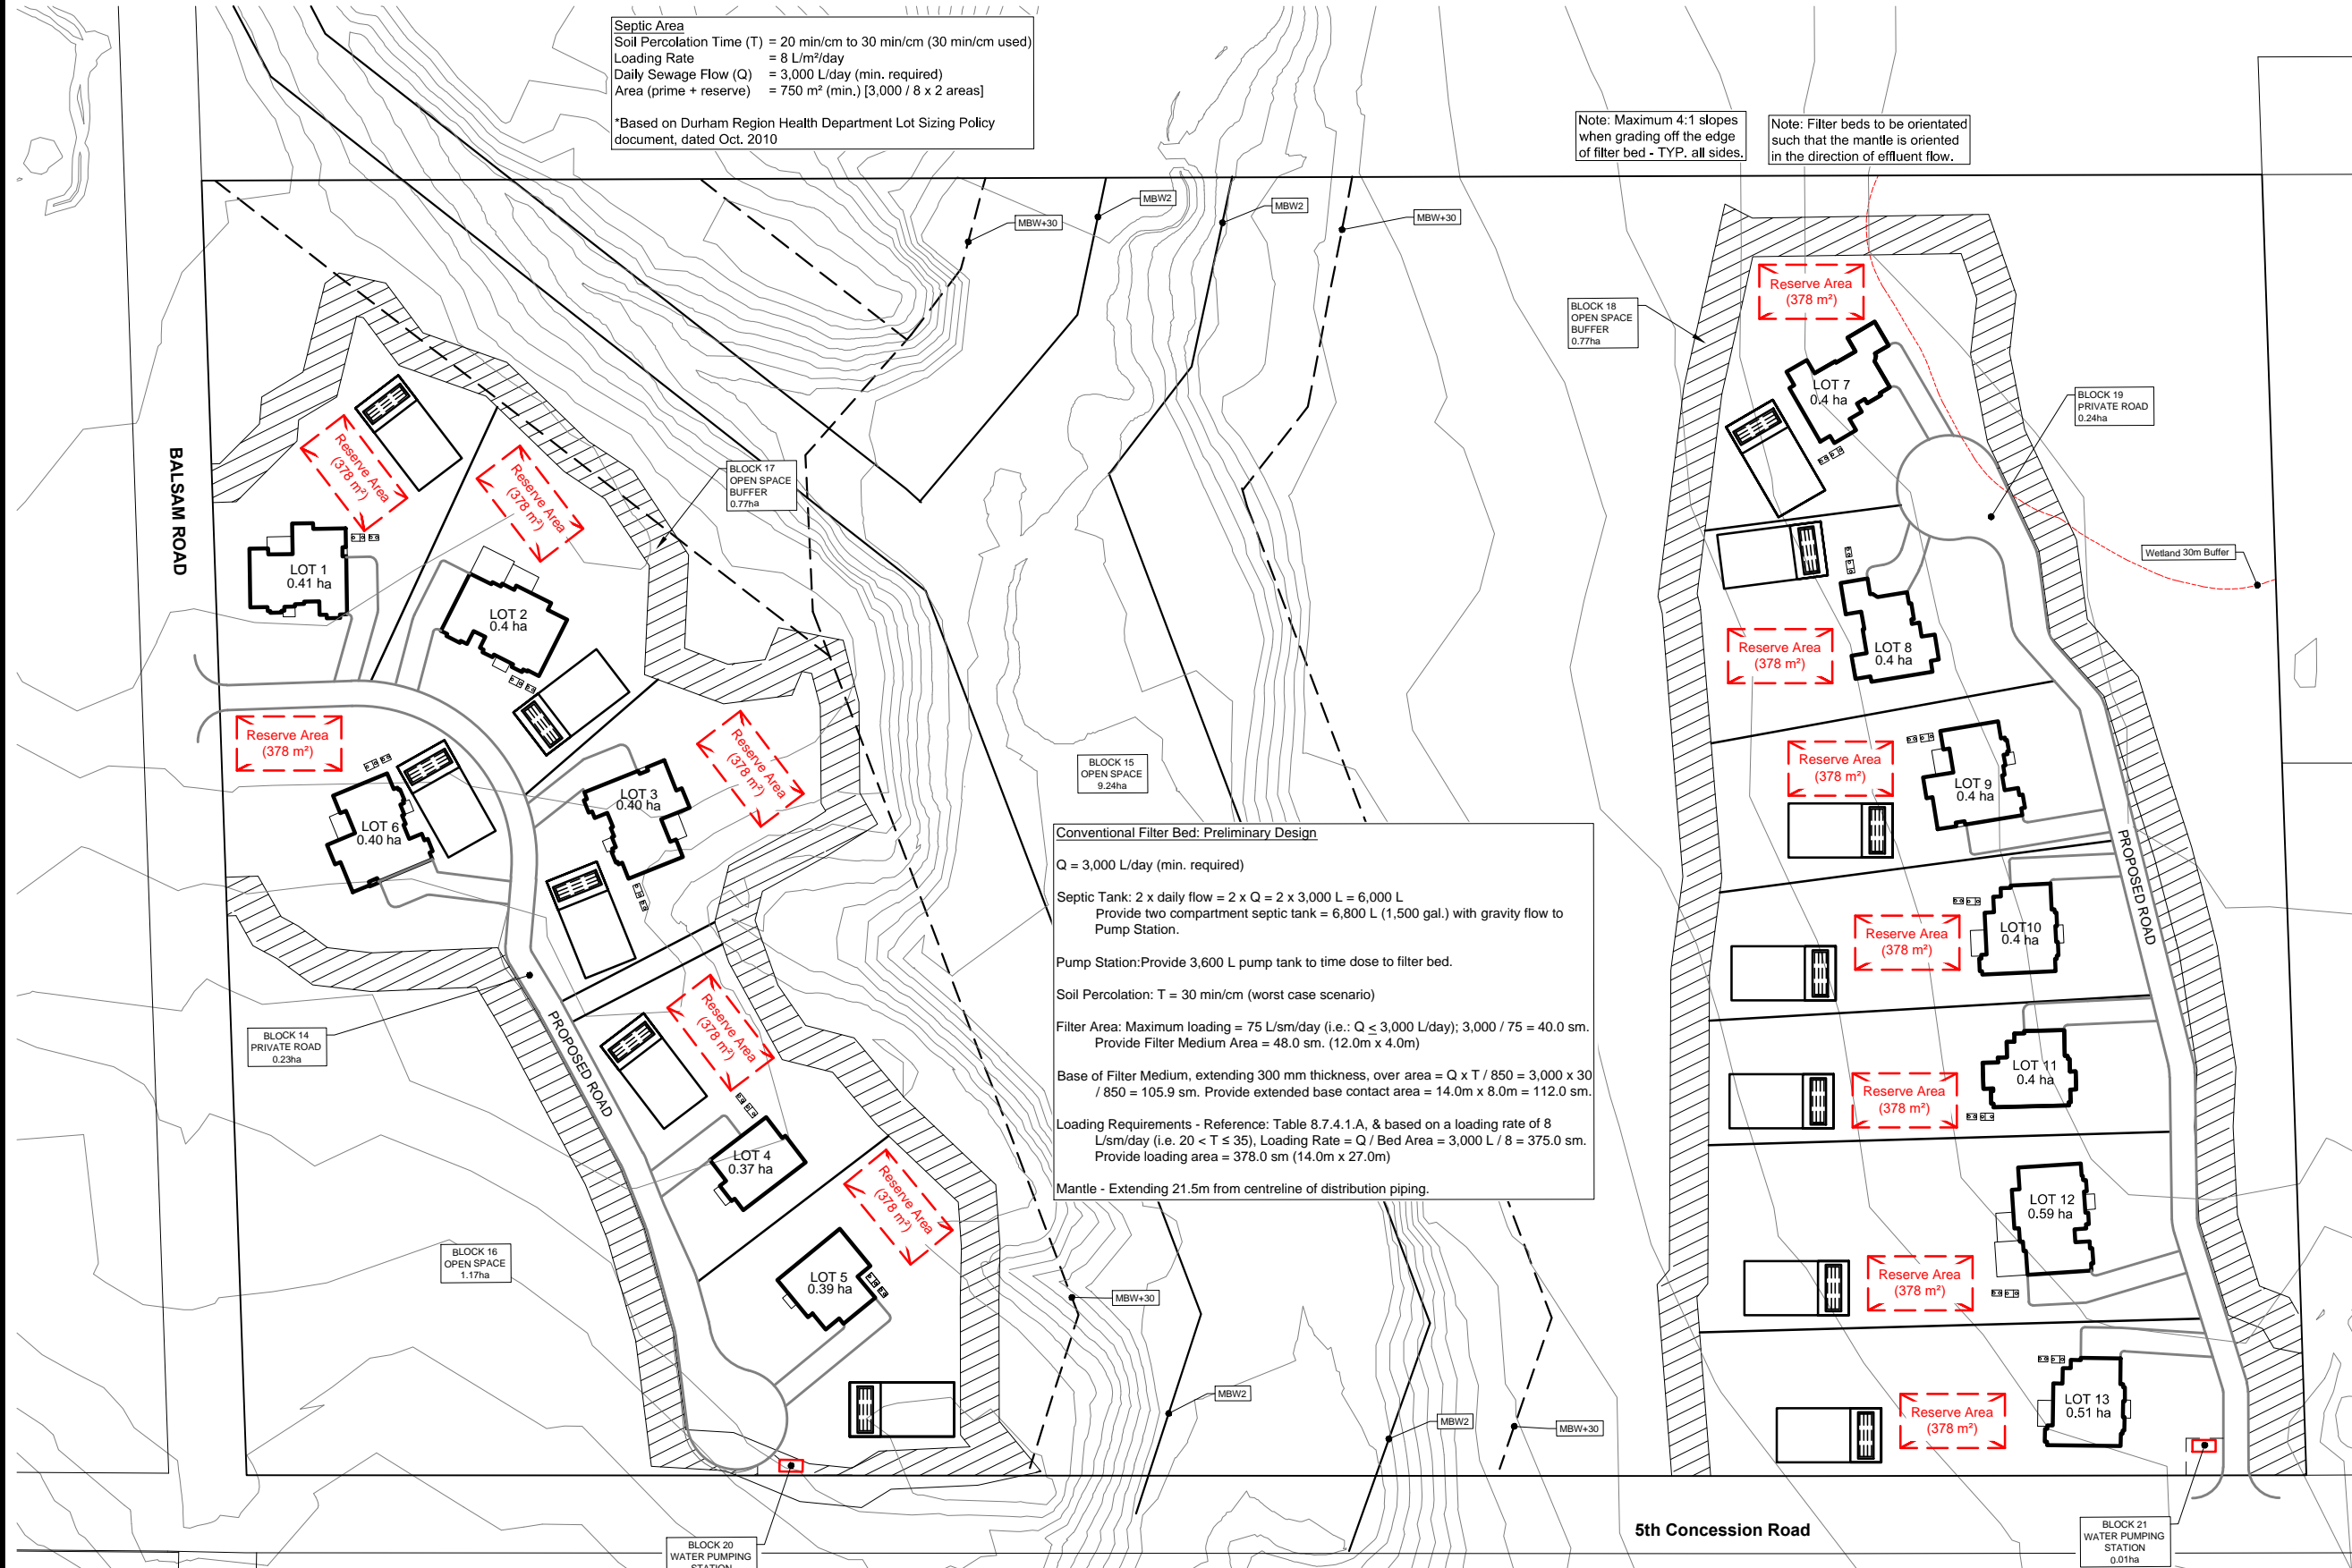 Septic Area
Soil Percolation Time (T) = 20 min/cm to 30 min/cm (30 min/cm used)
Loading Rate = 8 L/m²/day
Daily Sewage Flow (Q) = 3,000 L/day (min. required)
Area (prime + reserve) = 750 m² (min.) [3,000 / 8 x 2 areas]
*Based on Durham Region Health Department Lot Sizing Policy
document, dated Oct. 2010
Note: Maximum 4:1 slopes
when grading off the edge
of filter bed - TYP. all sides.
Note: Filter beds to be orientated
such that the mantle is oriented
in the direction of effluent flow.
MBW+30
MBW2
MBW2
MBW+30
BLOCK 18
OPEN SPACE
BUFFER
0.77ha
Reserve Area
(378 m²)
LOT 7
0.4 ha
BLOCK 19
PRIVATE ROAD
0.24ha
Wetland 30m Buffer
BALSAM ROAD
Reserve Area
(378 m²)
Reserve Area
(378 m²)
BLOCK 17
OPEN SPACE
BUFFER
0.77ha
LOT 1
0.41 ha
LOT 2
0.4 ha
Reserve Area
(378 m²)
LOT 8
0.4 ha
Reserve Area
(378 m²)
Reserve Area
(378 m²)
LOT 3
0.40 ha
LOT 6
0.40 ha
BLOCK 15
OPEN SPACE
9.24ha
Reserve Area
(378 m²)
LOT 9
0.4 ha
PROPOSED ROAD
Conventional Filter Bed: Preliminary Design
Q = 3,000 L/day (min. required)
Septic Tank: 2 x daily flow = 2 x Q = 2 x 3,000 L = 6,000 L
Provide two compartment septic tank = 6,800 L (1,500 gal.) with gravity flow to
Pump Station.
Pump Station:Provide 3,600 L pump tank to time dose to filter bed.
Soil Percolation: T = 30 min/cm (worst case scenario)
Filter Area: Maximum loading = 75 L/sm/day (i.e.: Q ≤ 3,000 L/day); 3,000 / 75 = 40.0 sm.
Provide Filter Medium Area = 48.0 sm. (12.0m x 4.0m)
Base of Filter Medium, extending 300 mm thickness, over area = Q x T / 850 = 3,000 x 30
/ 850 = 105.9 sm. Provide extended base contact area = 14.0m x 8.0m = 112.0 sm.
Loading Requirements - Reference: Table 8.7.4.1.A, & based on a loading rate of 8
L/sm/day (i.e. 20 < T ≤ 35), Loading Rate = Q / Bed Area = 3,000 L / 8 = 375.0 sm.
Provide loading area = 378.0 sm (14.0m x 27.0m)
Mantle - Extending 21.5m from centreline of distribution piping.
Reserve Area
(378 m²)
LOT10
0.4 ha
BLOCK 14
PRIVATE ROAD
0.23ha
PROPOSED ROAD
Reserve Area
(378 m²)
LOT 4
0.37 ha
Reserve Area
(378 m²)
LOT 11
0.4 ha
Reserve Area
(378 m²)
LOT 5
0.39 ha
BLOCK 16
OPEN SPACE
1.17ha
LOT 12
0.59 ha
Reserve Area
(378 m²)
MBW+30
MBW2
MBW2
MBW+30
Reserve Area
(378 m²)
LOT 13
0.51 ha
5th Concession Road
BLOCK 20
WATER PUMPING
STATION
BLOCK 21
WATER PUMPING
STATION
0.01ha